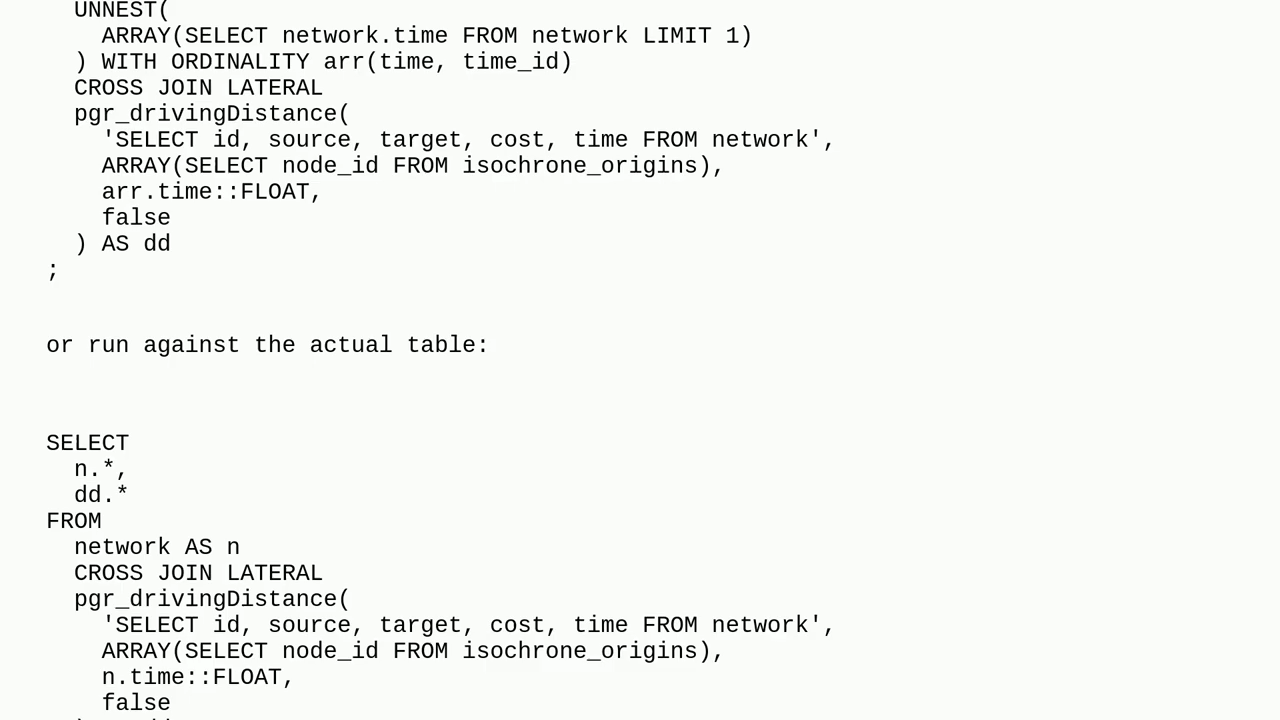 UNNEST(
ARRAY(SELECT network.time FROM network LIMIT 1)
) WITH ORDINALITY arr(time, time_id)
CROSS JOIN LATERAL
pgr_drivingDistance(
'SELECT id, source, target, cost, time FROM network',
ARRAY(SELECT node_id FROM isochrone_origins),
arr.time::FLOAT,
false
) AS dd
;
or run against the actual table:
SELECT
n.*,
dd.*
FROM
network AS n
CROSS JOIN LATERAL
pgr_drivingDistance(
'SELECT id, source, target, cost, time FROM network',
ARRAY(SELECT node_id FROM isochrone_origins),
n.time::FLOAT,
false